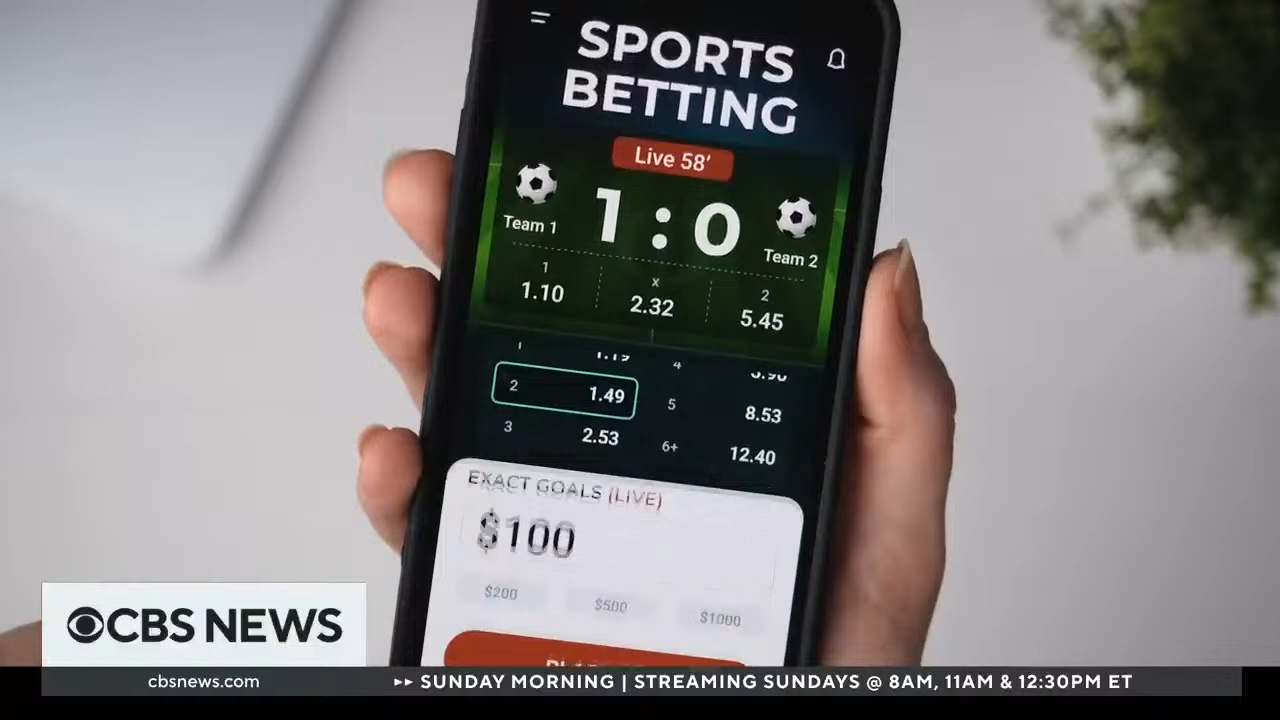 SPORTS
BETTING
Live 58′
1 : 0
Team 1
Team 2
1 x 2
1.10 2.32 5.45
2 1.49 5 8.53
3 2.53 6+ 12.40
EXACT GOALS (LIVE)
$100
$200 $500 $1000
CBS NEWS
cbsnews.com
SUNDAY MORNING | STREAMING SUNDAYS @ 8AM, 11AM & 12:30PM ET